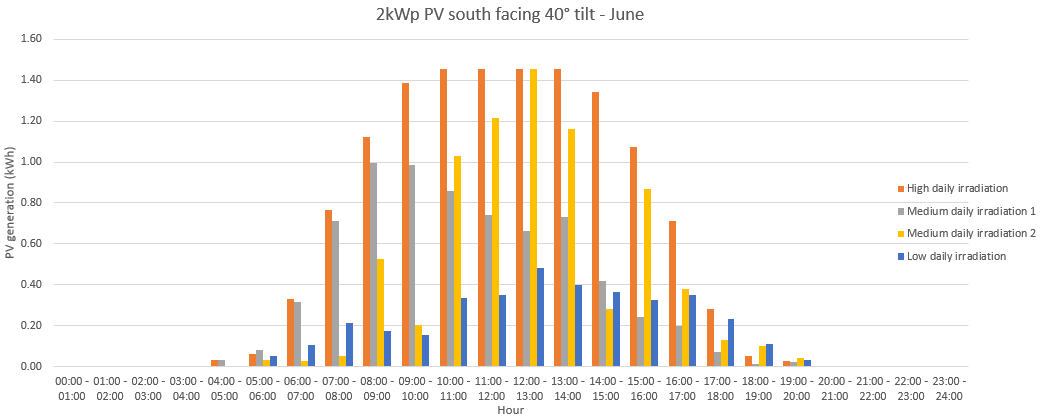 2kWp PV south facing 40° tilt - June
1.60
1.40
1.20
1.00
0.80
0.60
0.40
0.20
0.00
PV generation (kWh)
00:00 - 01:00 - 02:00 - 03:00 - 04:00 - 05:00 - 06:00 - 07:00 - 08:00 - 09:00 - 10:00 - 11:00 - 12:00 - 13:00 - 14:00 - 15:00 - 16:00 - 17:00 - 18:00 - 19:00 - 20:00 - 21:00 - 22:00 - 23:00 -
01:00 02:00 03:00 04:00 05:00 06:00 07:00 08:00 09:00 10:00 11:00 12:00 13:00 14:00 15:00 16:00 17:00 18:00 19:00 20:00 21:00 22:00 23:00 24:00
Hour
High daily irradiation
Medium daily irradiation 1
Medium daily irradiation 2
Low daily irradiation